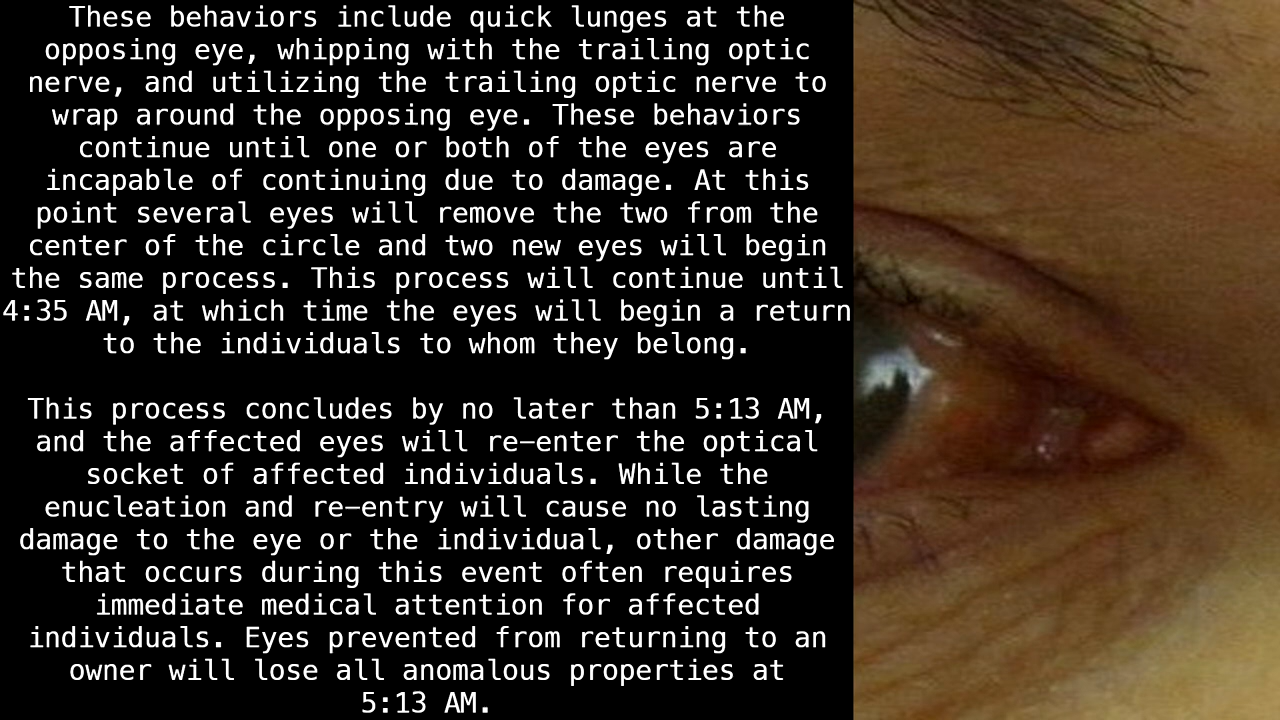 These behaviors include quick lunges at the
opposing eye, whipping with the trailing optic
nerve, and utilizing the trailing optic nerve to
wrap around the opposing eye. These behaviors
continue until one or both of the eyes are
incapable of continuing due to damage. At this
point several eyes will remove the two from the
center of the circle and two new eyes will begin
the same process. This process will continue until
4:35 AM, at which time the eyes will begin a return
to the individuals to whom they belong.
This process concludes by no later than 5:13 AM,
and the affected eyes will re-enter the optical
socket of affected individuals. While the
enucleation and re-entry will cause no lasting
damage to the eye or the individual, other damage
that occurs during this event often requires
immediate medical attention for affected
individuals. Eyes prevented from returning to an
owner will lose all anomalous properties at
5:13 AM.